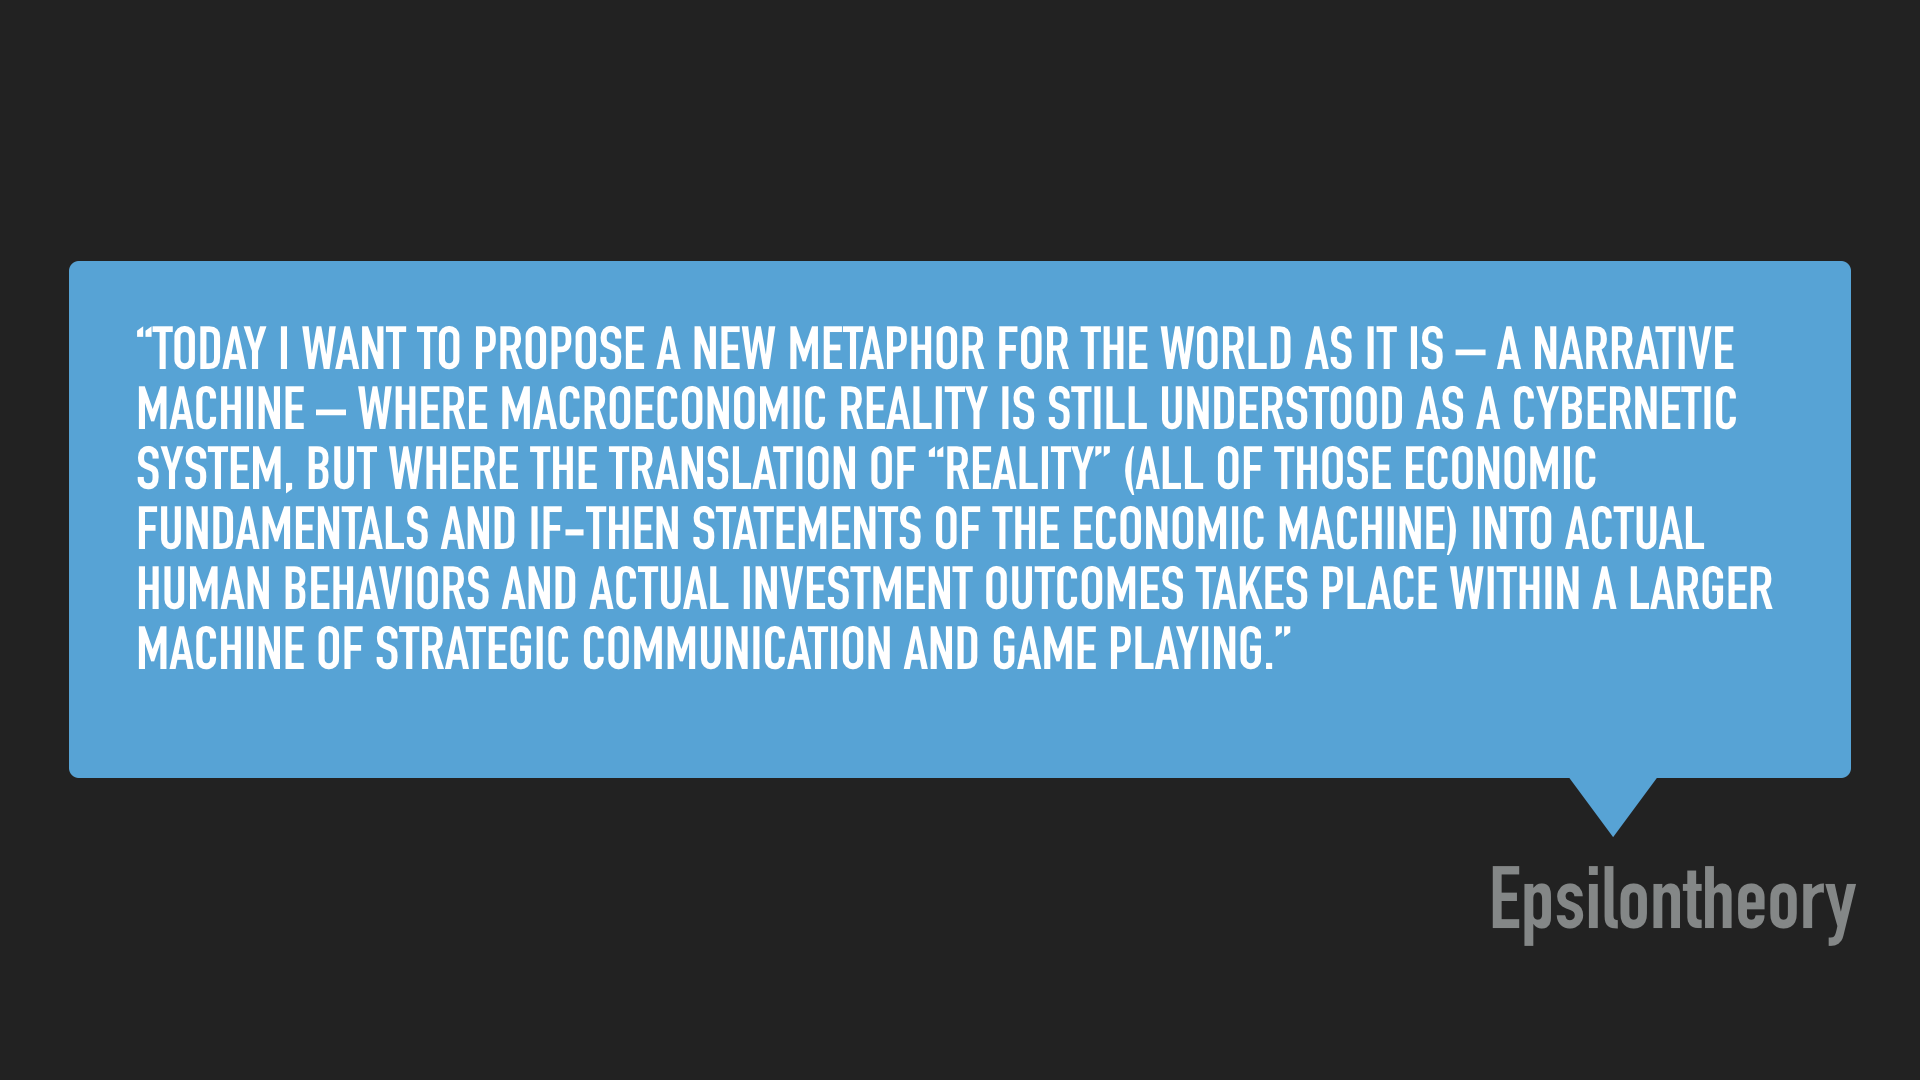 “TODAY I WANT TO PROPOSE A NEW METAPHOR FOR THE WORLD AS IT IS — A NARRATIVE
MACHINE — WHERE MACROECONOMIC REALITY IS STILL UNDERSTOOD AS A CYBERNETIC
SYSTEM, BUT WHERE THE TRANSLATION OF “REALITY” (ALL OF THOSE ECONOMIC
FUNDAMENTALS AND IF-THEN STATEMENTS OF THE ECONOMIC MACHINE) INTO ACTUAL
HUMAN BEHAVIORS AND ACTUAL INVESTMENT OUTCOMES TAKES PLACE WITHIN A LARGER
MACHINE OF STRATEGIC COMMUNICATION AND GAME PLAYING.”
Epsilontheory